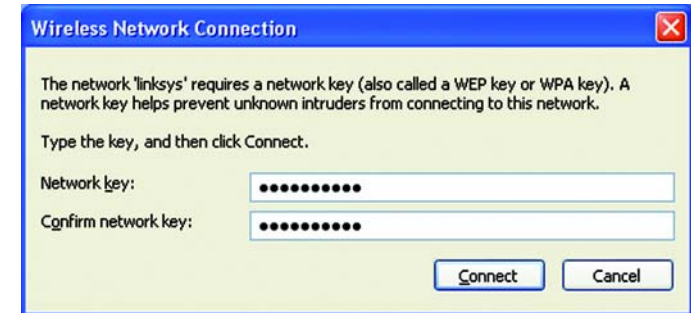 Wireless Network Connection
The network 'linksys' requires a network key (also called a WEP key or WPA key). A
network key helps prevent unknown intruders from connecting to this network.
Type the key, and then click Connect.
Network key: ●●●●●●●●●●
Confirm network key: ●●●●●●●●●●
Connect Cancel